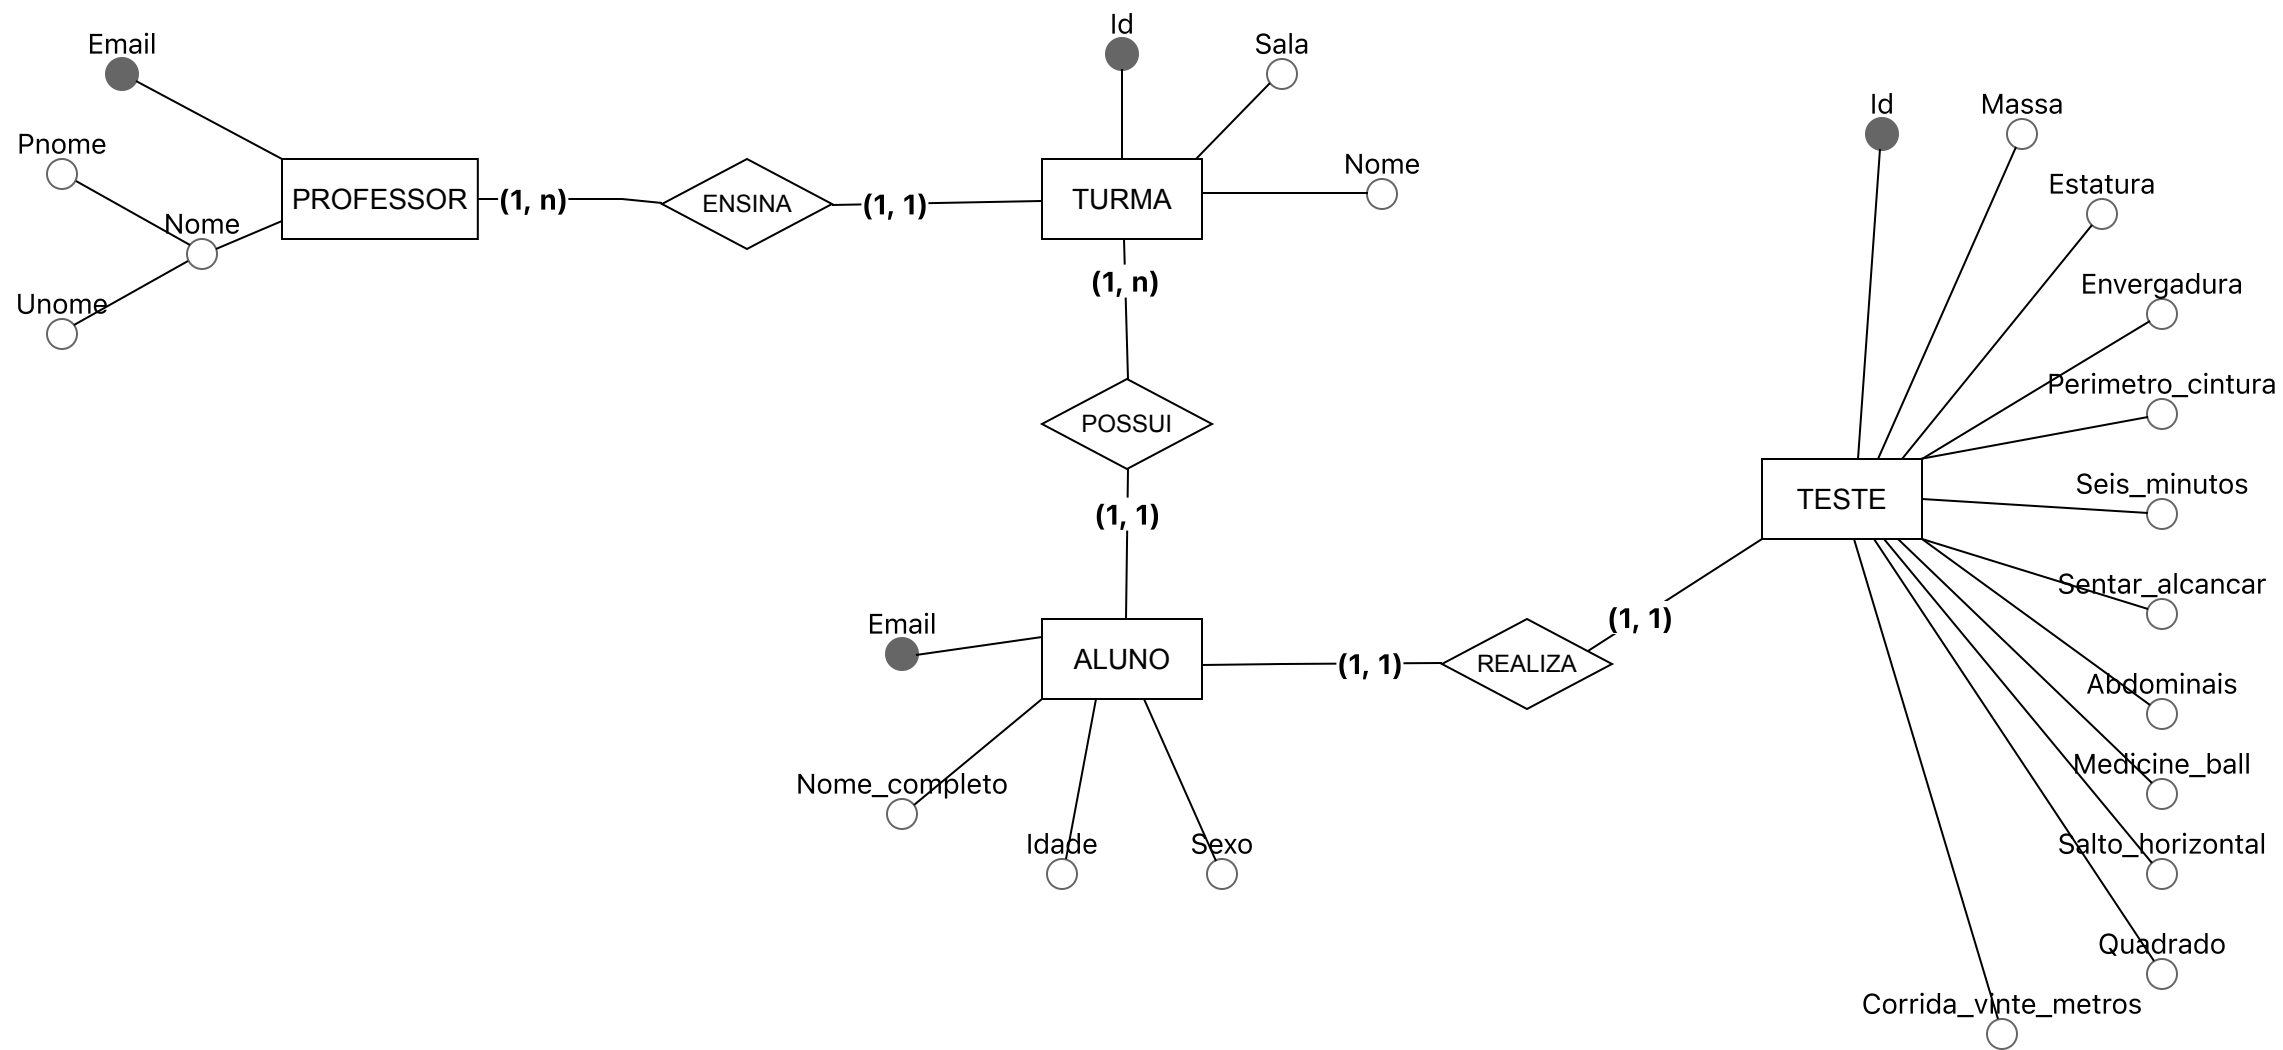 Email
Pnome
Nome
Unome
PROFESSOR
(1, n)
ENSINA
(1, 1)
Id
Sala
Nome
TURMA
(1, n)
POSSUI
(1, 1)
Email
ALUNO
Nome_completo
Idade
Sexo
(1, 1)
REALIZA
(1, 1)
TESTE
Id
Massa
Estatura
Envergadura
Perimetro_cintura
Seis_minutos
Sentar_alcancar
Abdominais
Medicine_ball
Salto_horizontal
Quadrado
Corrida_vinte_metros